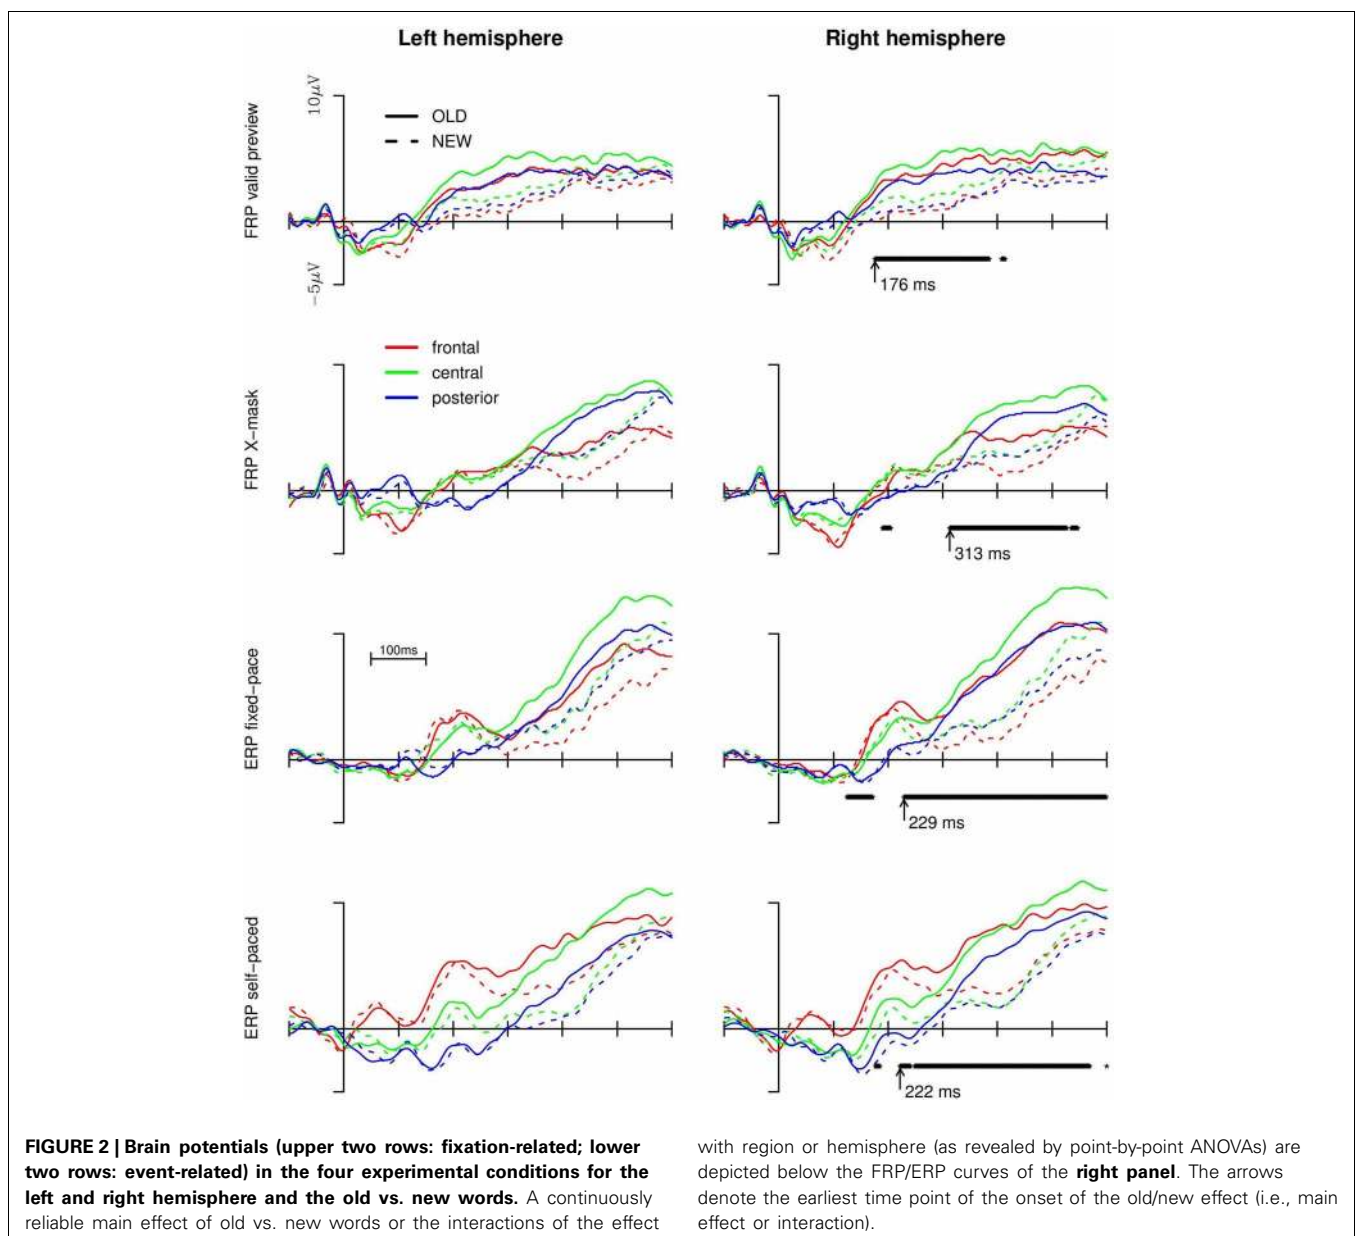 Left hemisphere
Right hemisphere
FRP valid preview
10µV
−5µV
OLD
NEW
176 ms
FRP X−mask
frontal
central
posterior
313 ms
ERP fixed−pace
100ms
229 ms
ERP self−paced
222 ms
FIGURE 2 | Brain potentials (upper two rows: fixation-related; lower
two rows: event-related) in the four experimental conditions for the
left and right hemisphere and the old vs. new words. A continuously
reliable main effect of old vs. new words or the interactions of the effect
with region or hemisphere (as revealed by point-by-point ANOVAs) are
depicted below the FRP/ERP curves of the right panel. The arrows
denote the earliest time point of the onset of the old/new effect (i.e., main
effect or interaction).